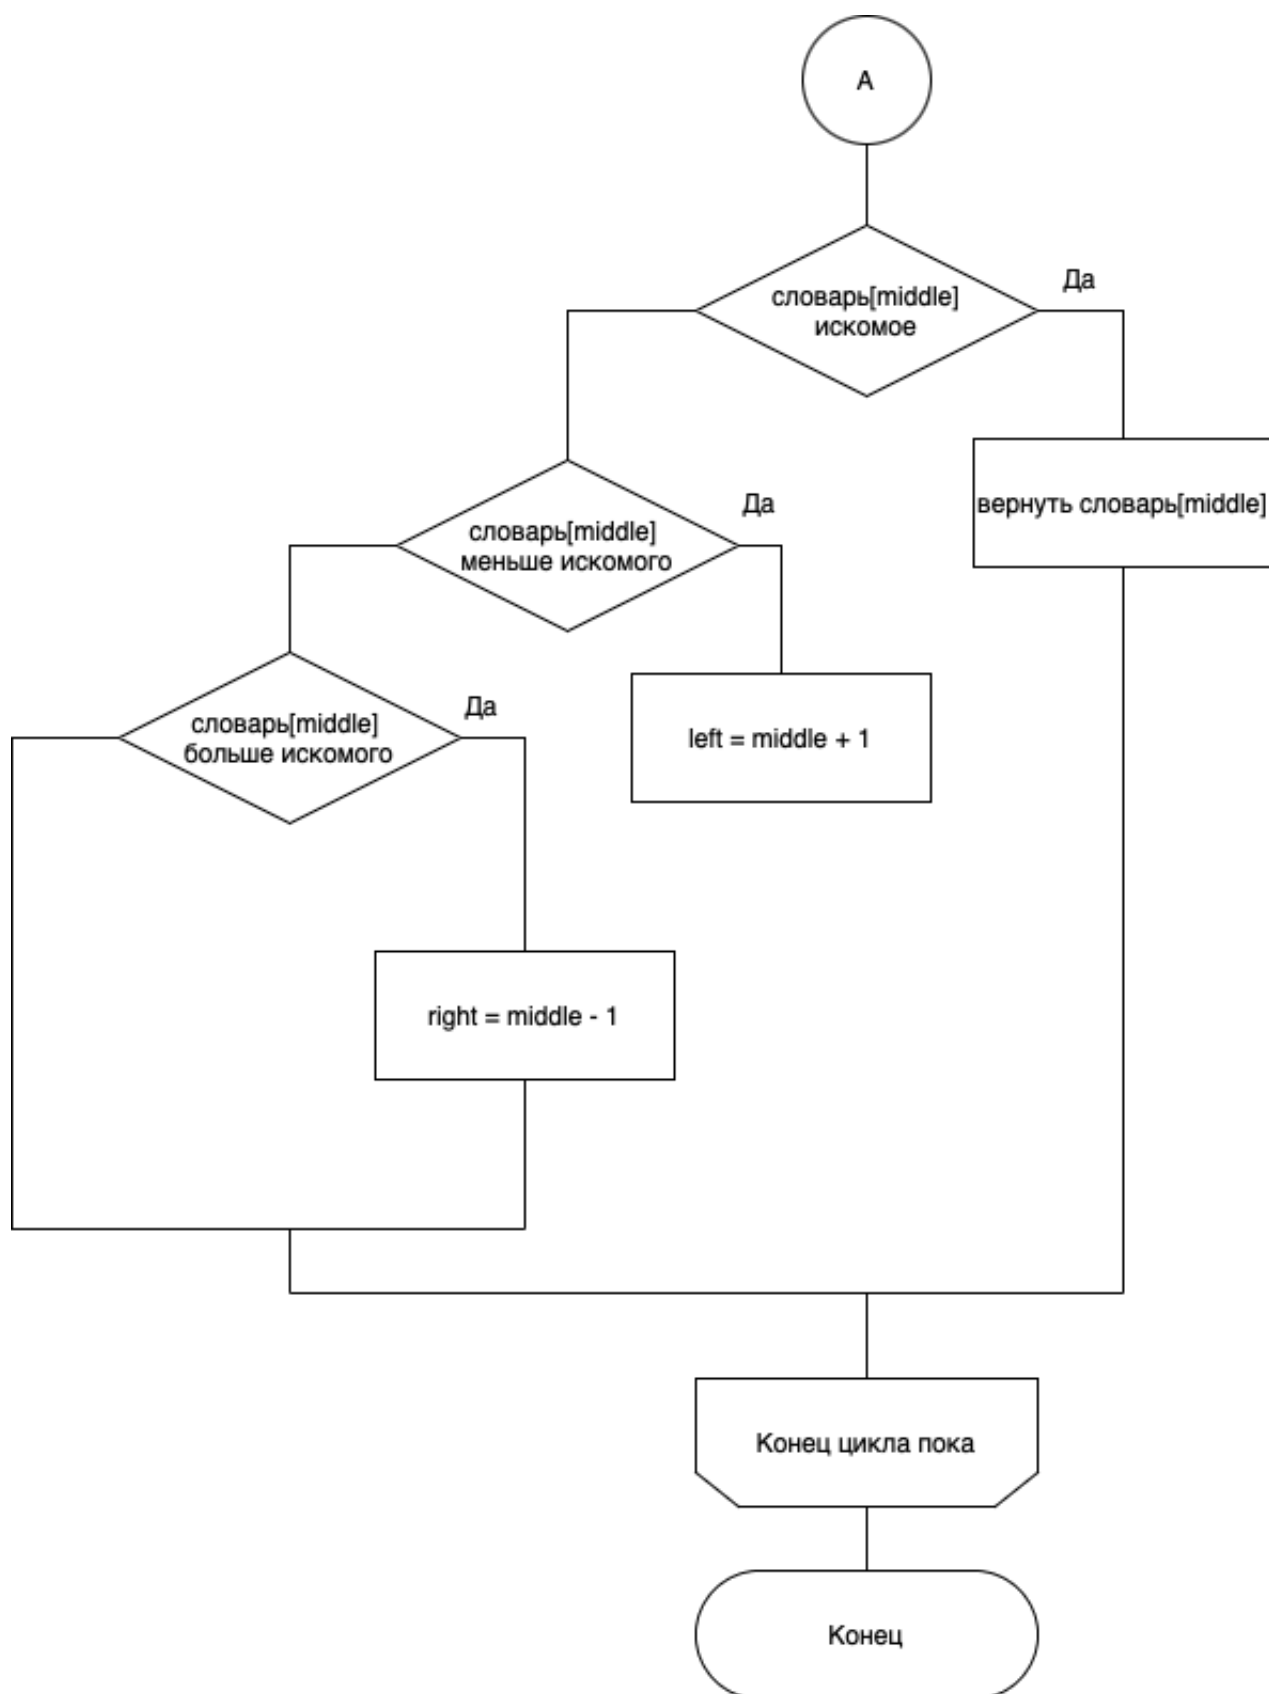 А
Да
словарь[middle]
искомое
вернуть словарь[middle]
Да
словарь[middle]
меньше искомого
Да
словарь[middle]
больше искомого
left = middle + 1
right = middle - 1
Конец цикла пока
Конец